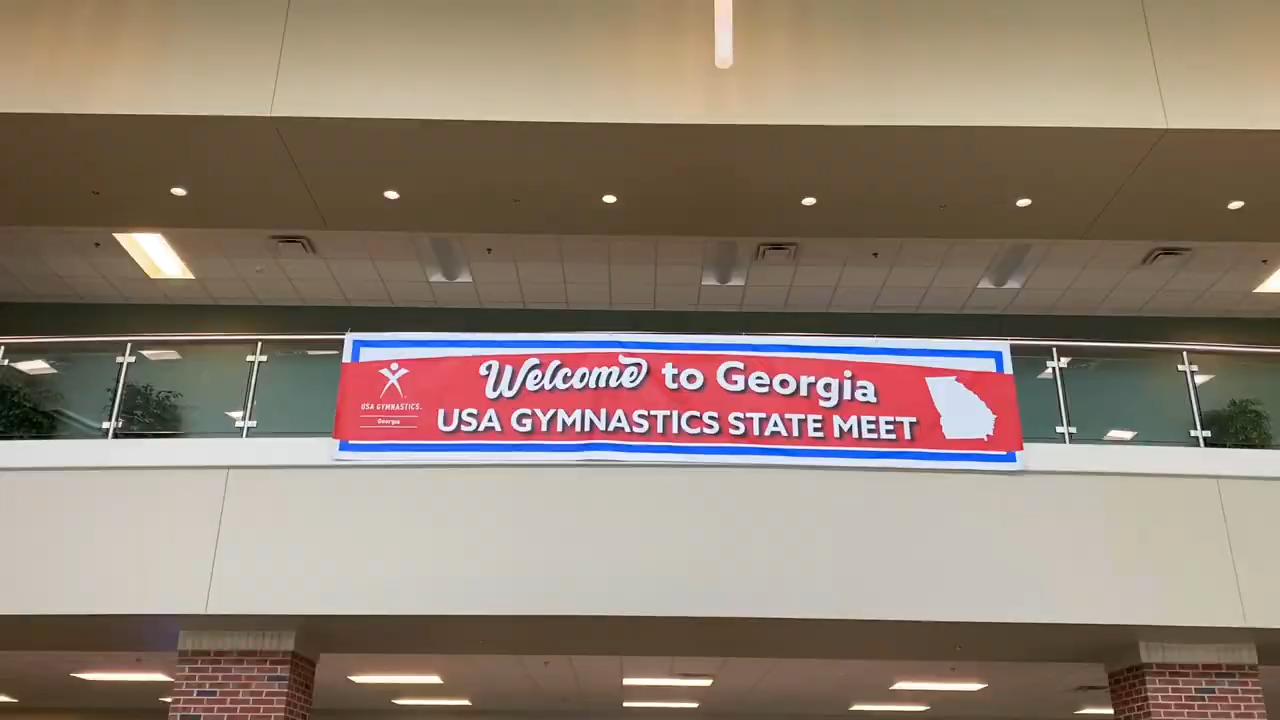 Welcome to Georgia
USA GYMNASTICS STATE MEET
USA GYMNASTICS.
Georgia